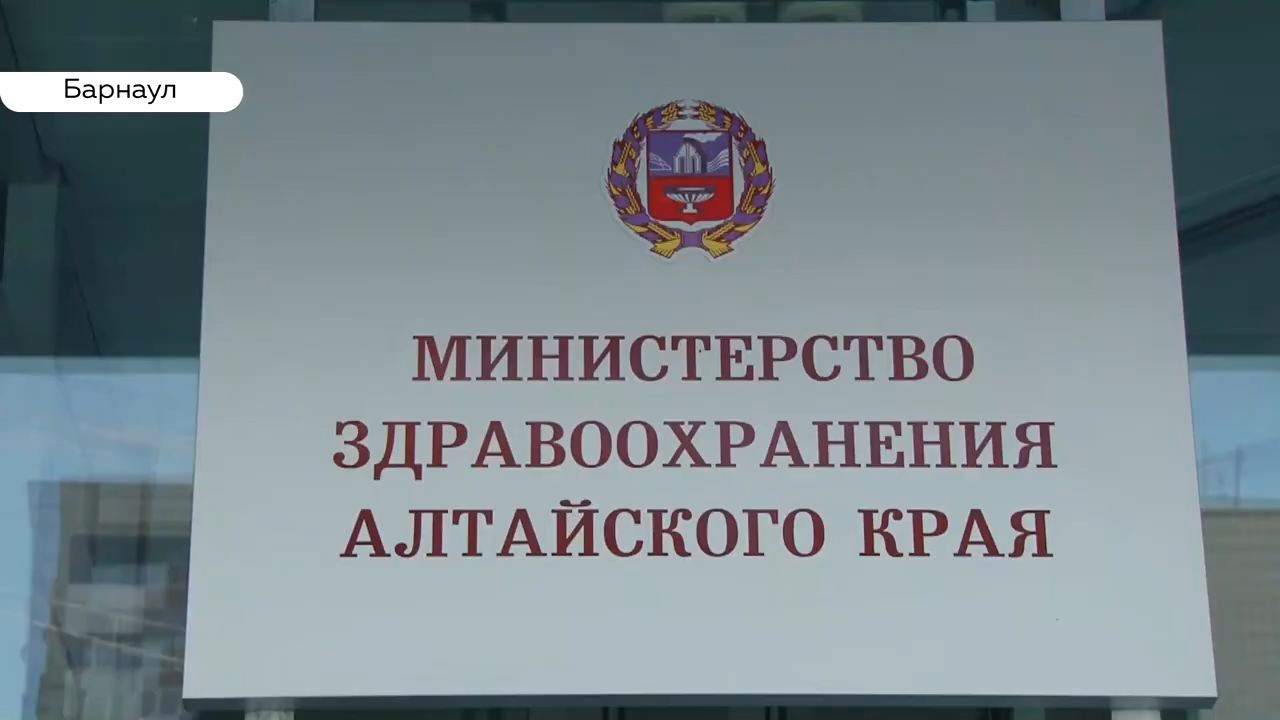 Барнаул
МИНИСТЕРСТВО
ЗДРАВООХРАНЕНИЯ
АЛТАЙСКОГО КРАЯ